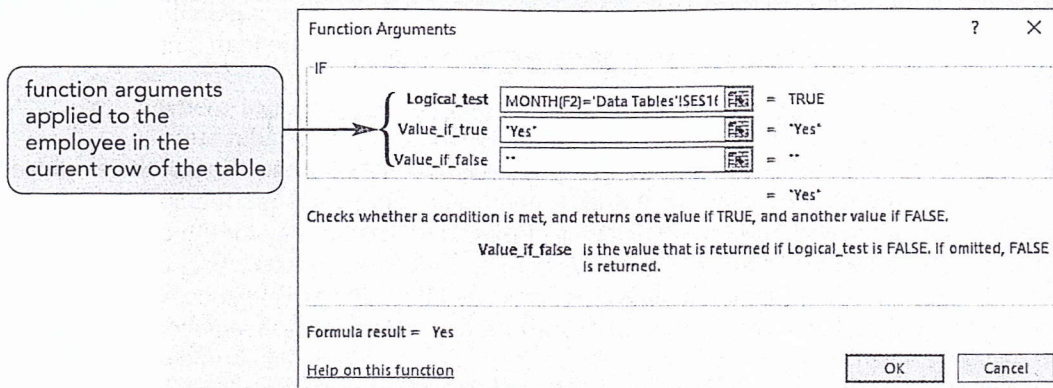 Function Arguments ? ×
IF
function arguments
applied to the
employee in the
current row of the table
Logical_test MONTH(F2)='Data Tables'!$E$1 = TRUE
Value_if_true "Yes" = "Yes"
Value_if_false "" = ""
= "Yes"
Checks whether a condition is met, and returns one value if TRUE, and another value if FALSE.
Value_if_false is the value that is returned if Logical_test is FALSE. If omitted, FALSE
is returned.
Formula result = Yes
Help on this function
OK Cancel